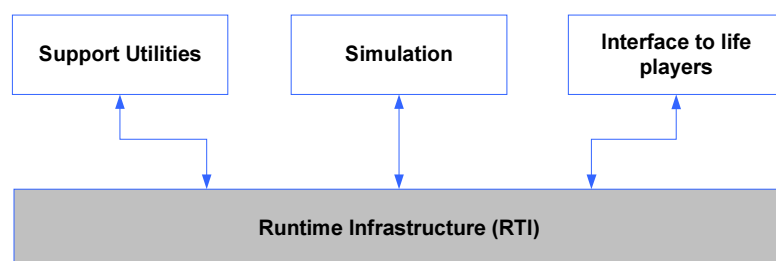 Support Utilities
Simulation
Interface to life
players
Runtime Infrastructure (RTI)